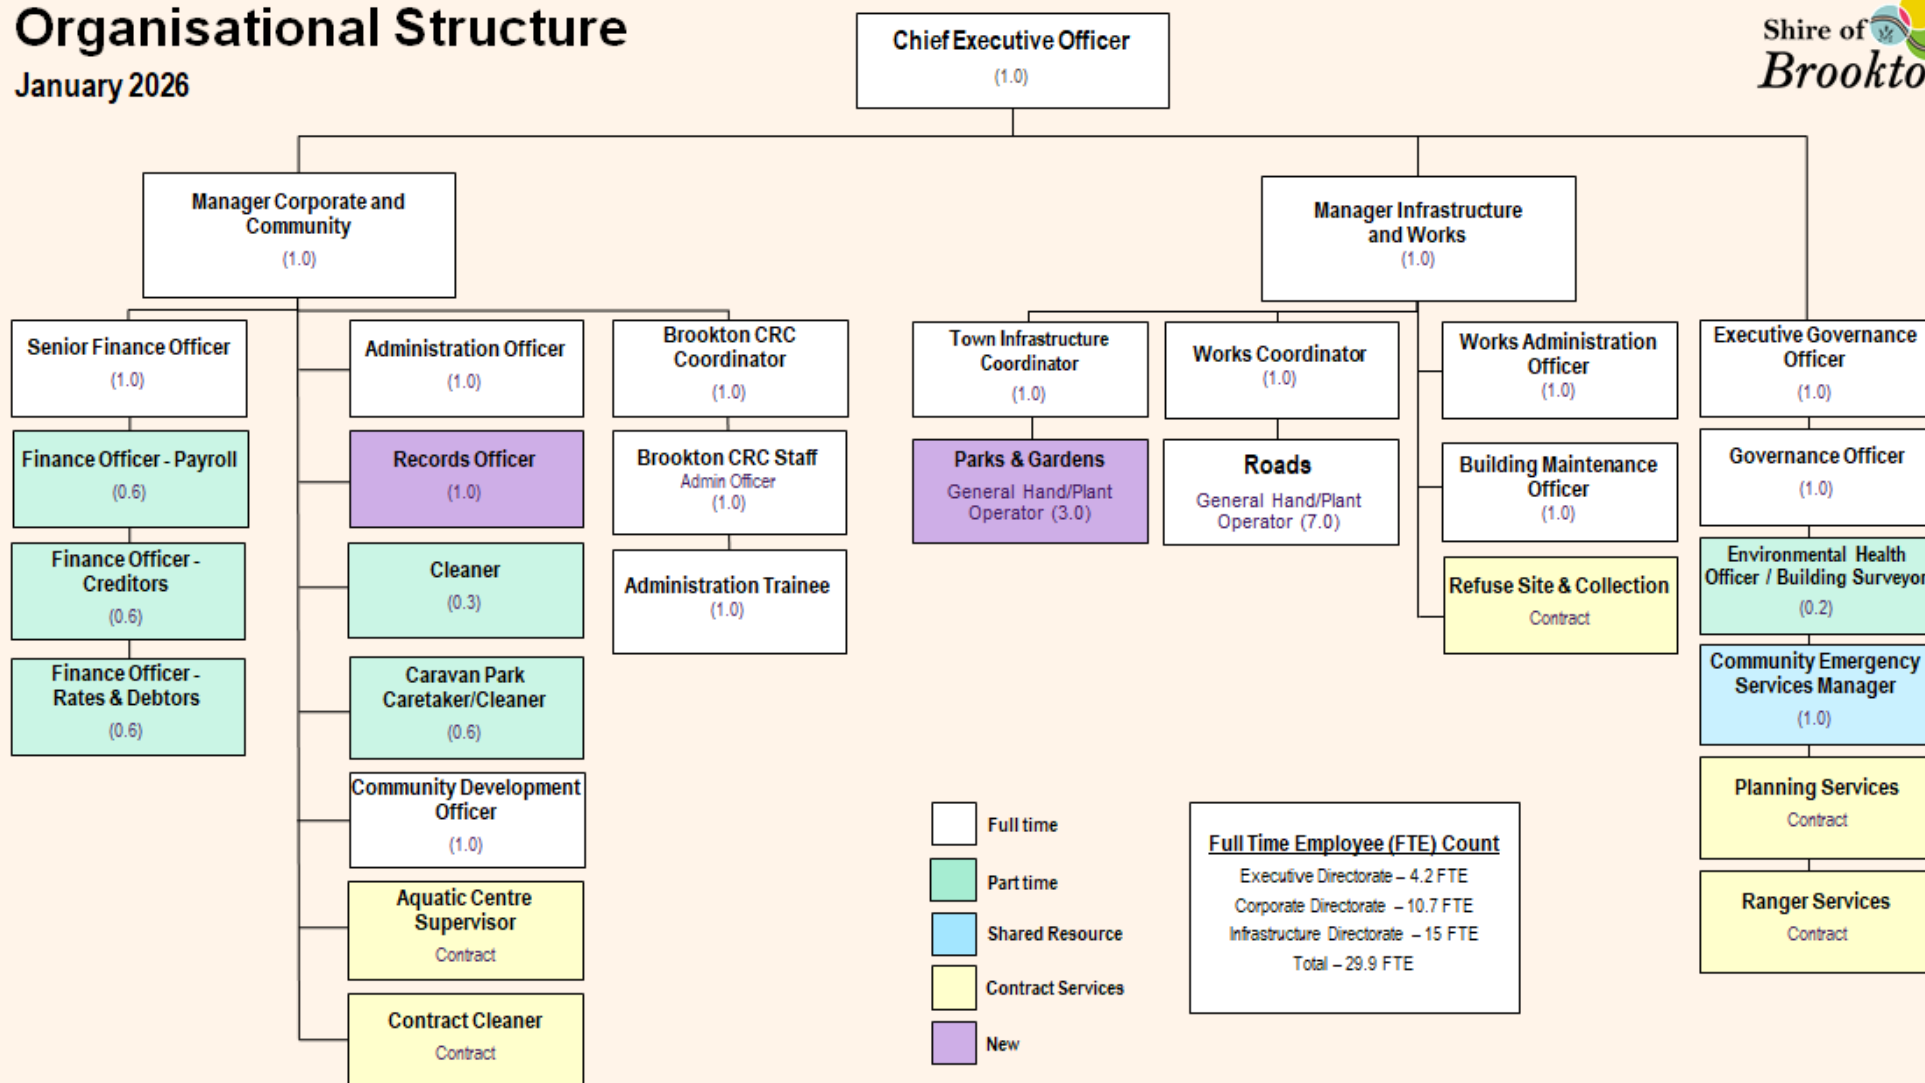 Organisational Structure
January 2026
Shire of
Brookto
Chief Executive Officer
(1.0)
Manager Corporate and
Community
(1.0)
Manager Infrastructure
and Works
(1.0)
Senior Finance Officer
(1.0)
Finance Officer - Payroll
(0.6)
Finance Officer -
Creditors
(0.6)
Finance Officer -
Rates & Debtors
(0.6)
Administration Officer
(1.0)
Records Officer
(1.0)
Cleaner
(0.3)
Caravan Park
Caretaker/Cleaner
(0.6)
Community Development
Officer
(1.0)
Aquatic Centre
Supervisor
Contract
Contract Cleaner
Contract
Brookton CRC
Coordinator
(1.0)
Brookton CRC Staff
Admin Officer
(1.0)
Administration Trainee
(1.0)
Town Infrastructure
Coordinator
(1.0)
Parks & Gardens
General Hand/Plant
Operator (3.0)
Works Coordinator
(1.0)
Roads
General Hand/Plant
Operator (7.0)
Works Administration
Officer
(1.0)
Building Maintenance
Officer
(1.0)
Refuse Site & Collection
Contract
Executive Governance
Officer
(1.0)
Governance Officer
(1.0)
Environmental Health
Officer / Building Surveyor
(0.2)
Community Emergency
Services Manager
(1.0)
Planning Services
Contract
Ranger Services
Contract
Full time
Part time
Shared Resource
Contract Services
New
Full Time Employee (FTE) Count
Executive Directorate – 4.2 FTE
Corporate Directorate – 10.7 FTE
Infrastructure Directorate – 15 FTE
Total – 29.9 FTE